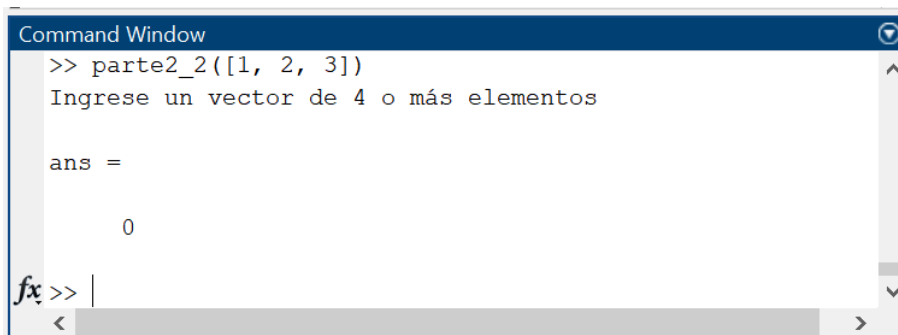 Command Window
>> parte2_2([1, 2, 3])
Ingrese un vector de 4 o más elementos
ans =
0
fx >>